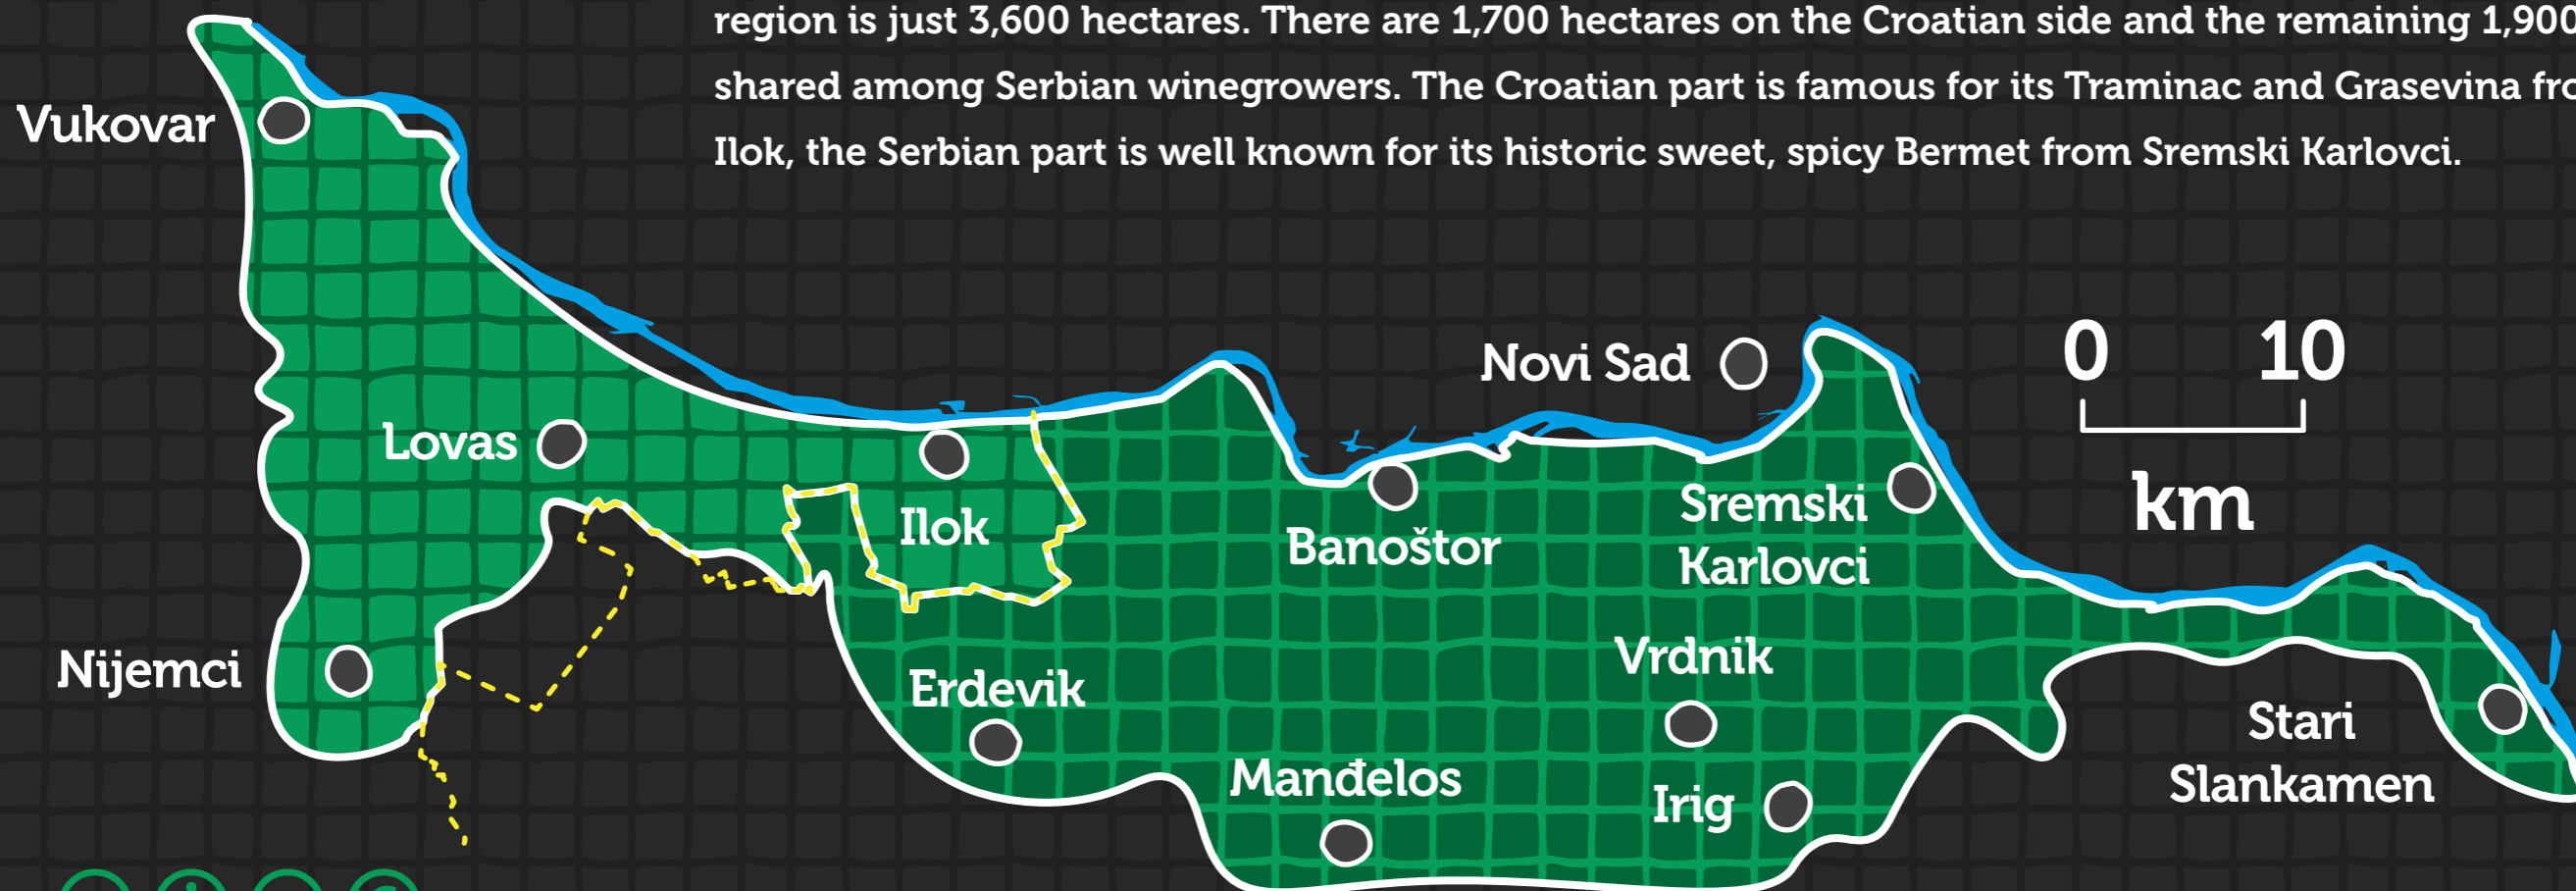 region is just 3,600 hectares. There are 1,700 hectares on the Croatian side and the remaining 1,900
shared among Serbian winegrowers. The Croatian part is famous for its Traminac and Grasevina
Ilok, the Serbian part is well known for its historic sweet, spicy Bermet from Sremski Karlovci.
Vukovar
Novi Sad
0 10
km
Lovas
Ilok
Banoštor
Sremski
Karlovci
Nijemci
Erdevik
Vrdnik
Manđelos
Irig
Stari
Slankamen